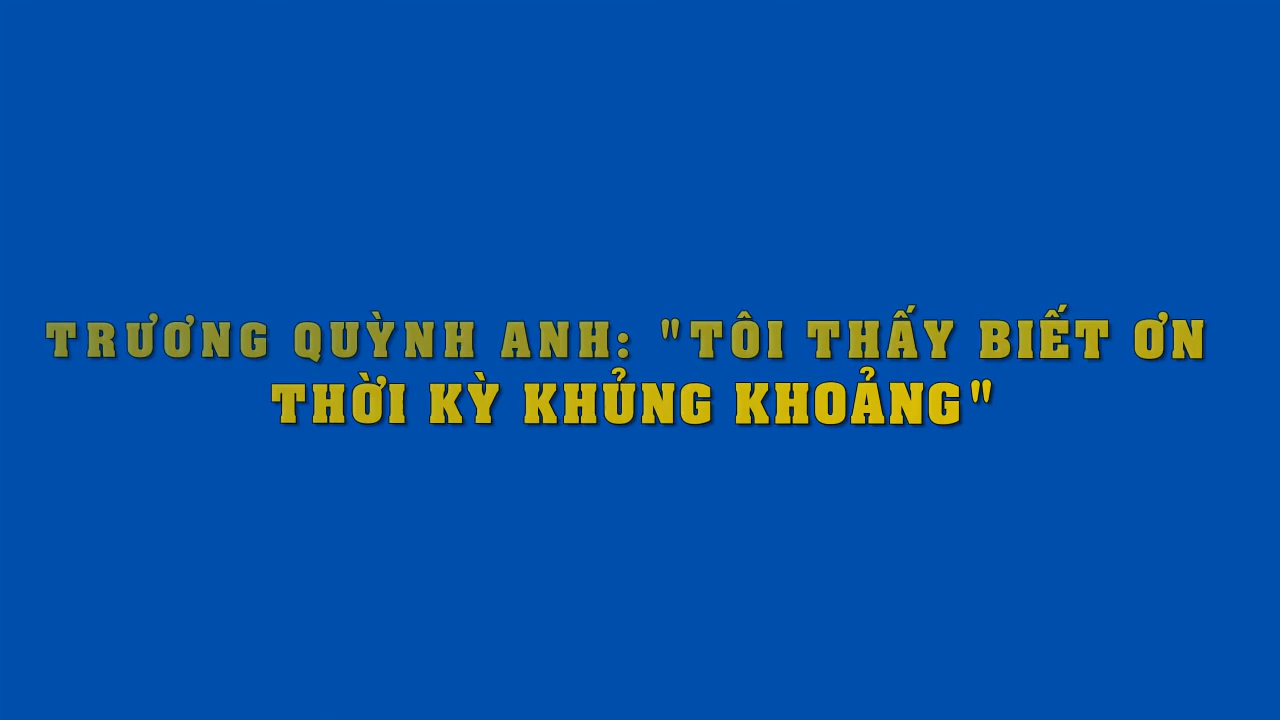 TRƯƠNG QUỲNH ANH: "TÔI THẤY BIẾT ƠN
THỜI KỲ KHỦNG KHOẢNG"